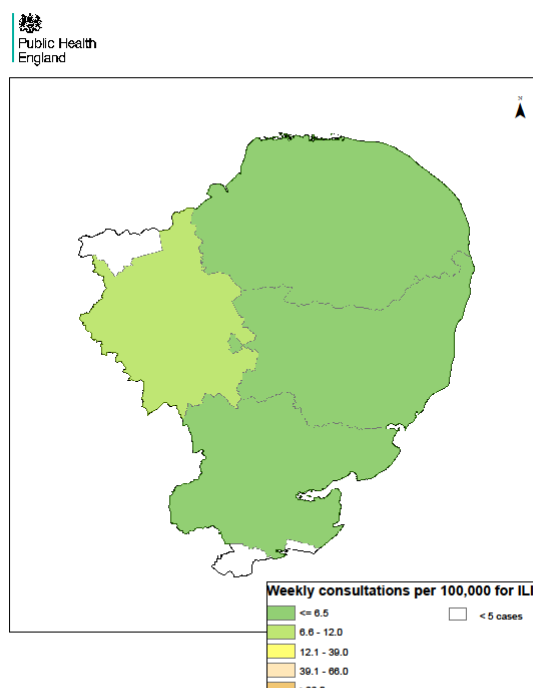 Public Health
England
N
Weekly consultations per 100,000 for ILI
<= 6.5
< 5 cases
6.6 - 12.0
12.1 - 39.0
39.1 - 66.0